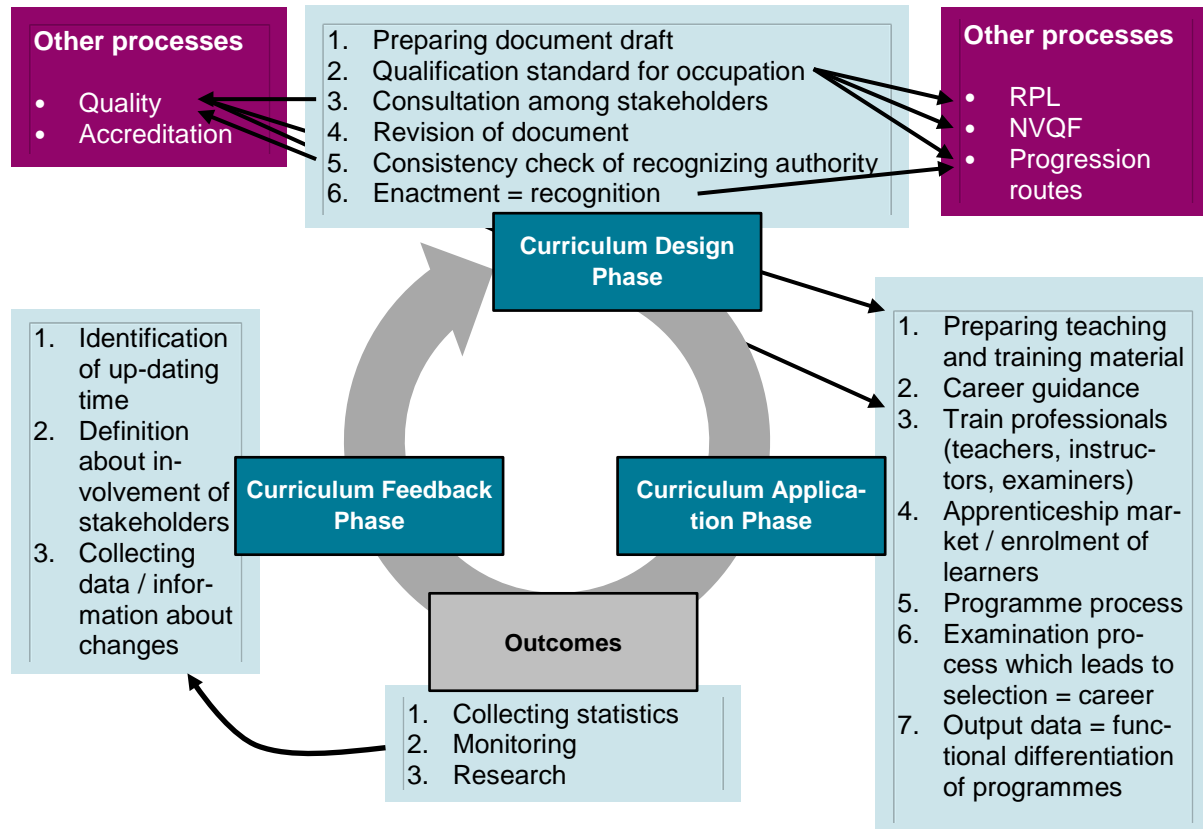 Other processes
• Quality
• Accreditation
1. Preparing document draft
2. Qualification standard for occupation
3. Consultation among stakeholders
4. Revision of document
5. Consistency check of recognizing authority
6. Enactment = recognition
Other processes
• RPL
• NVQF
• Progression
routes
Curriculum Design
Phase
1. Identification
of up-dating
time
2. Definition
about in-
volvement of
stakeholders
3. Collecting
data / infor-
mation about
changes
Curriculum Feedback
Phase
Curriculum Applica-
tion Phase
1. Preparing teaching
and training material
2. Career guidance
3. Train professionals
(teachers, instruc-
tors, examiners)
4. Apprenticeship mar-
ket / enrolment of
learners
5. Programme process
6. Examination pro-
cess which leads to
selection = career
7. Output data = func-
tional differentiation
of programmes
Outcomes
1. Collecting statistics
2. Monitoring
3. Research